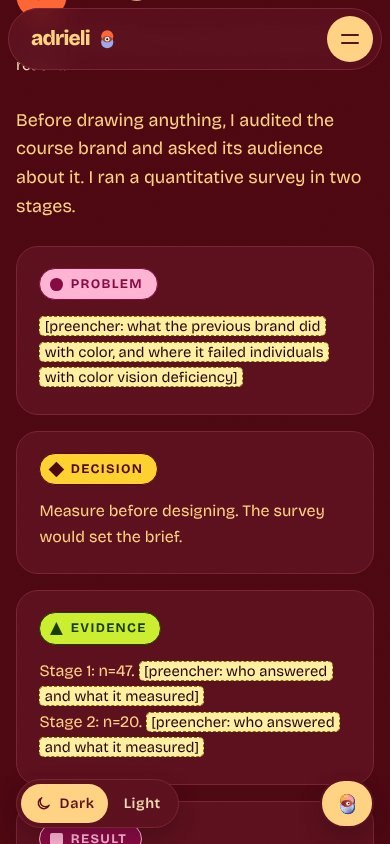 adrieli
Before drawing anything, I audited the
course brand and asked its audience
about it. I ran a quantitative survey in two
stages.
PROBLEM
[preencher: what the previous brand did
with color, and where it failed individuals
with color vision deficiency]
DECISION
Measure before designing. The survey
would set the brief.
EVIDENCE
Stage 1: n=47. [preencher: who answered
and what it measured]
Stage 2: n=20. [preencher: who answered
and what it measured]
Dark Light
RESULT